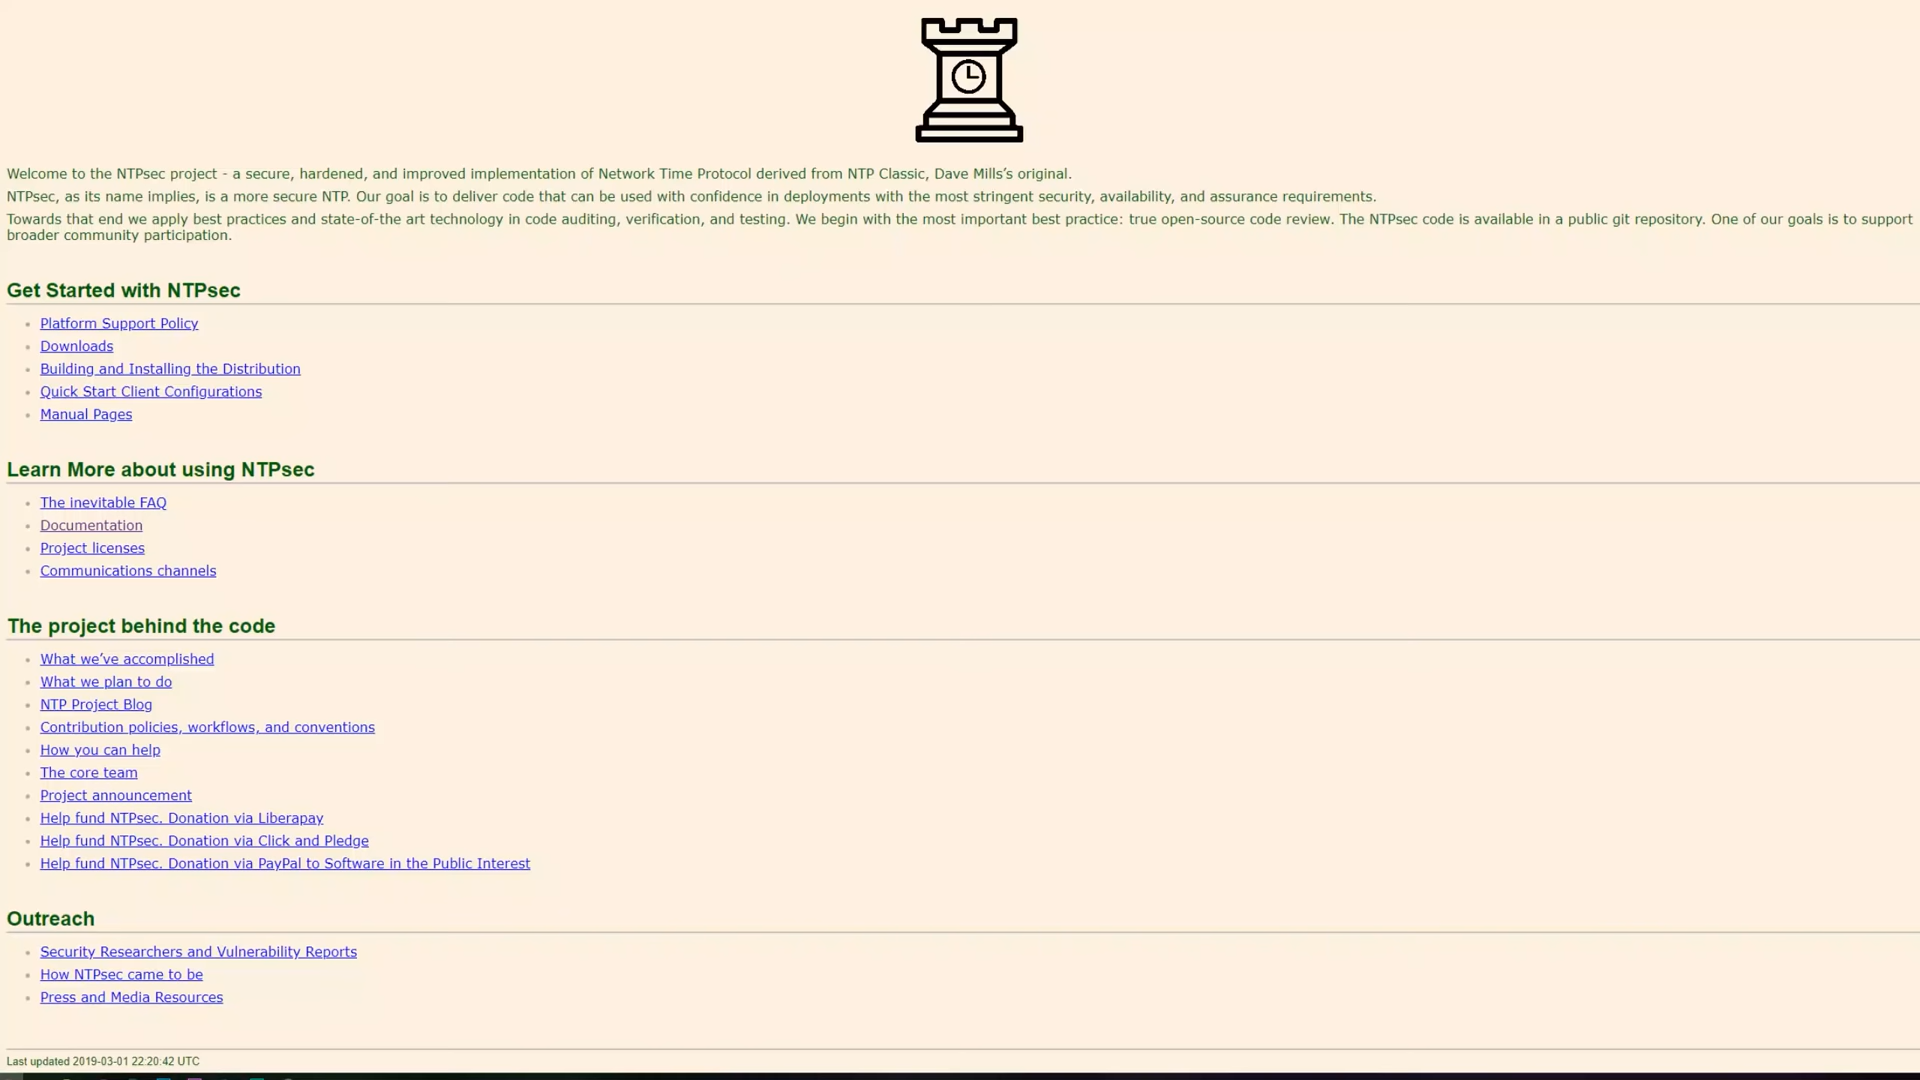 Welcome to the NTPsec project - a secure, hardened, and improved implementation of Network Time Protocol derived from NTP Classic, Dave Mills’s original.
NTPsec, as its name implies, is a more secure NTP. Our goal is to deliver code that can be used with confidence in deployments with the most stringent security, availability, and assurance requirements.
Towards that end we apply best practices and state-of-the art technology in code auditing, verification, and testing. We begin with the most important best practice: true open-source code review. The NTPsec code is available in a public git repository. One of our goals is to support
broader community participation.
Get Started with NTPsec
Platform Support Policy
Downloads
Building and Installing the Distribution
Quick Start Client Configurations
Manual Pages
Learn More about using NTPsec
The inevitable FAQ
Documentation
Project licenses
Communications channels
The project behind the code
What we’ve accomplished
What we plan to do
NTP Project Blog
Contribution policies, workflows, and conventions
How you can help
The core team
Project announcement
Help fund NTPsec. Donation via Liberapay
Help fund NTPsec. Donation via Click and Pledge
Help fund NTPsec. Donation via PayPal to Software in the Public Interest
Outreach
Security Researchers and Vulnerability Reports
How NTPsec came to be
Press and Media Resources
Last updated 2019-03-01 22:20:42 UTC